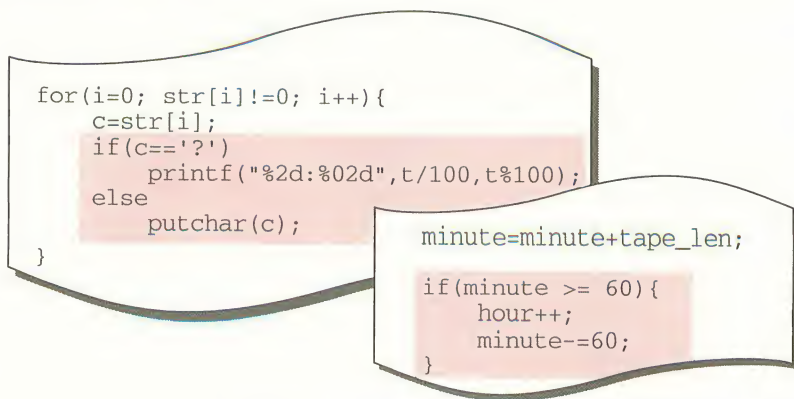 for(i=0; str[i]!=0; i++){
    c=str[i];
    if(c=='?')
        printf("%2d:%02d",t/100,t%100);
    else
        putchar(c);
}
minute=minute+tape_len;
if(minute >= 60){
    hour++;
    minute-=60;
}